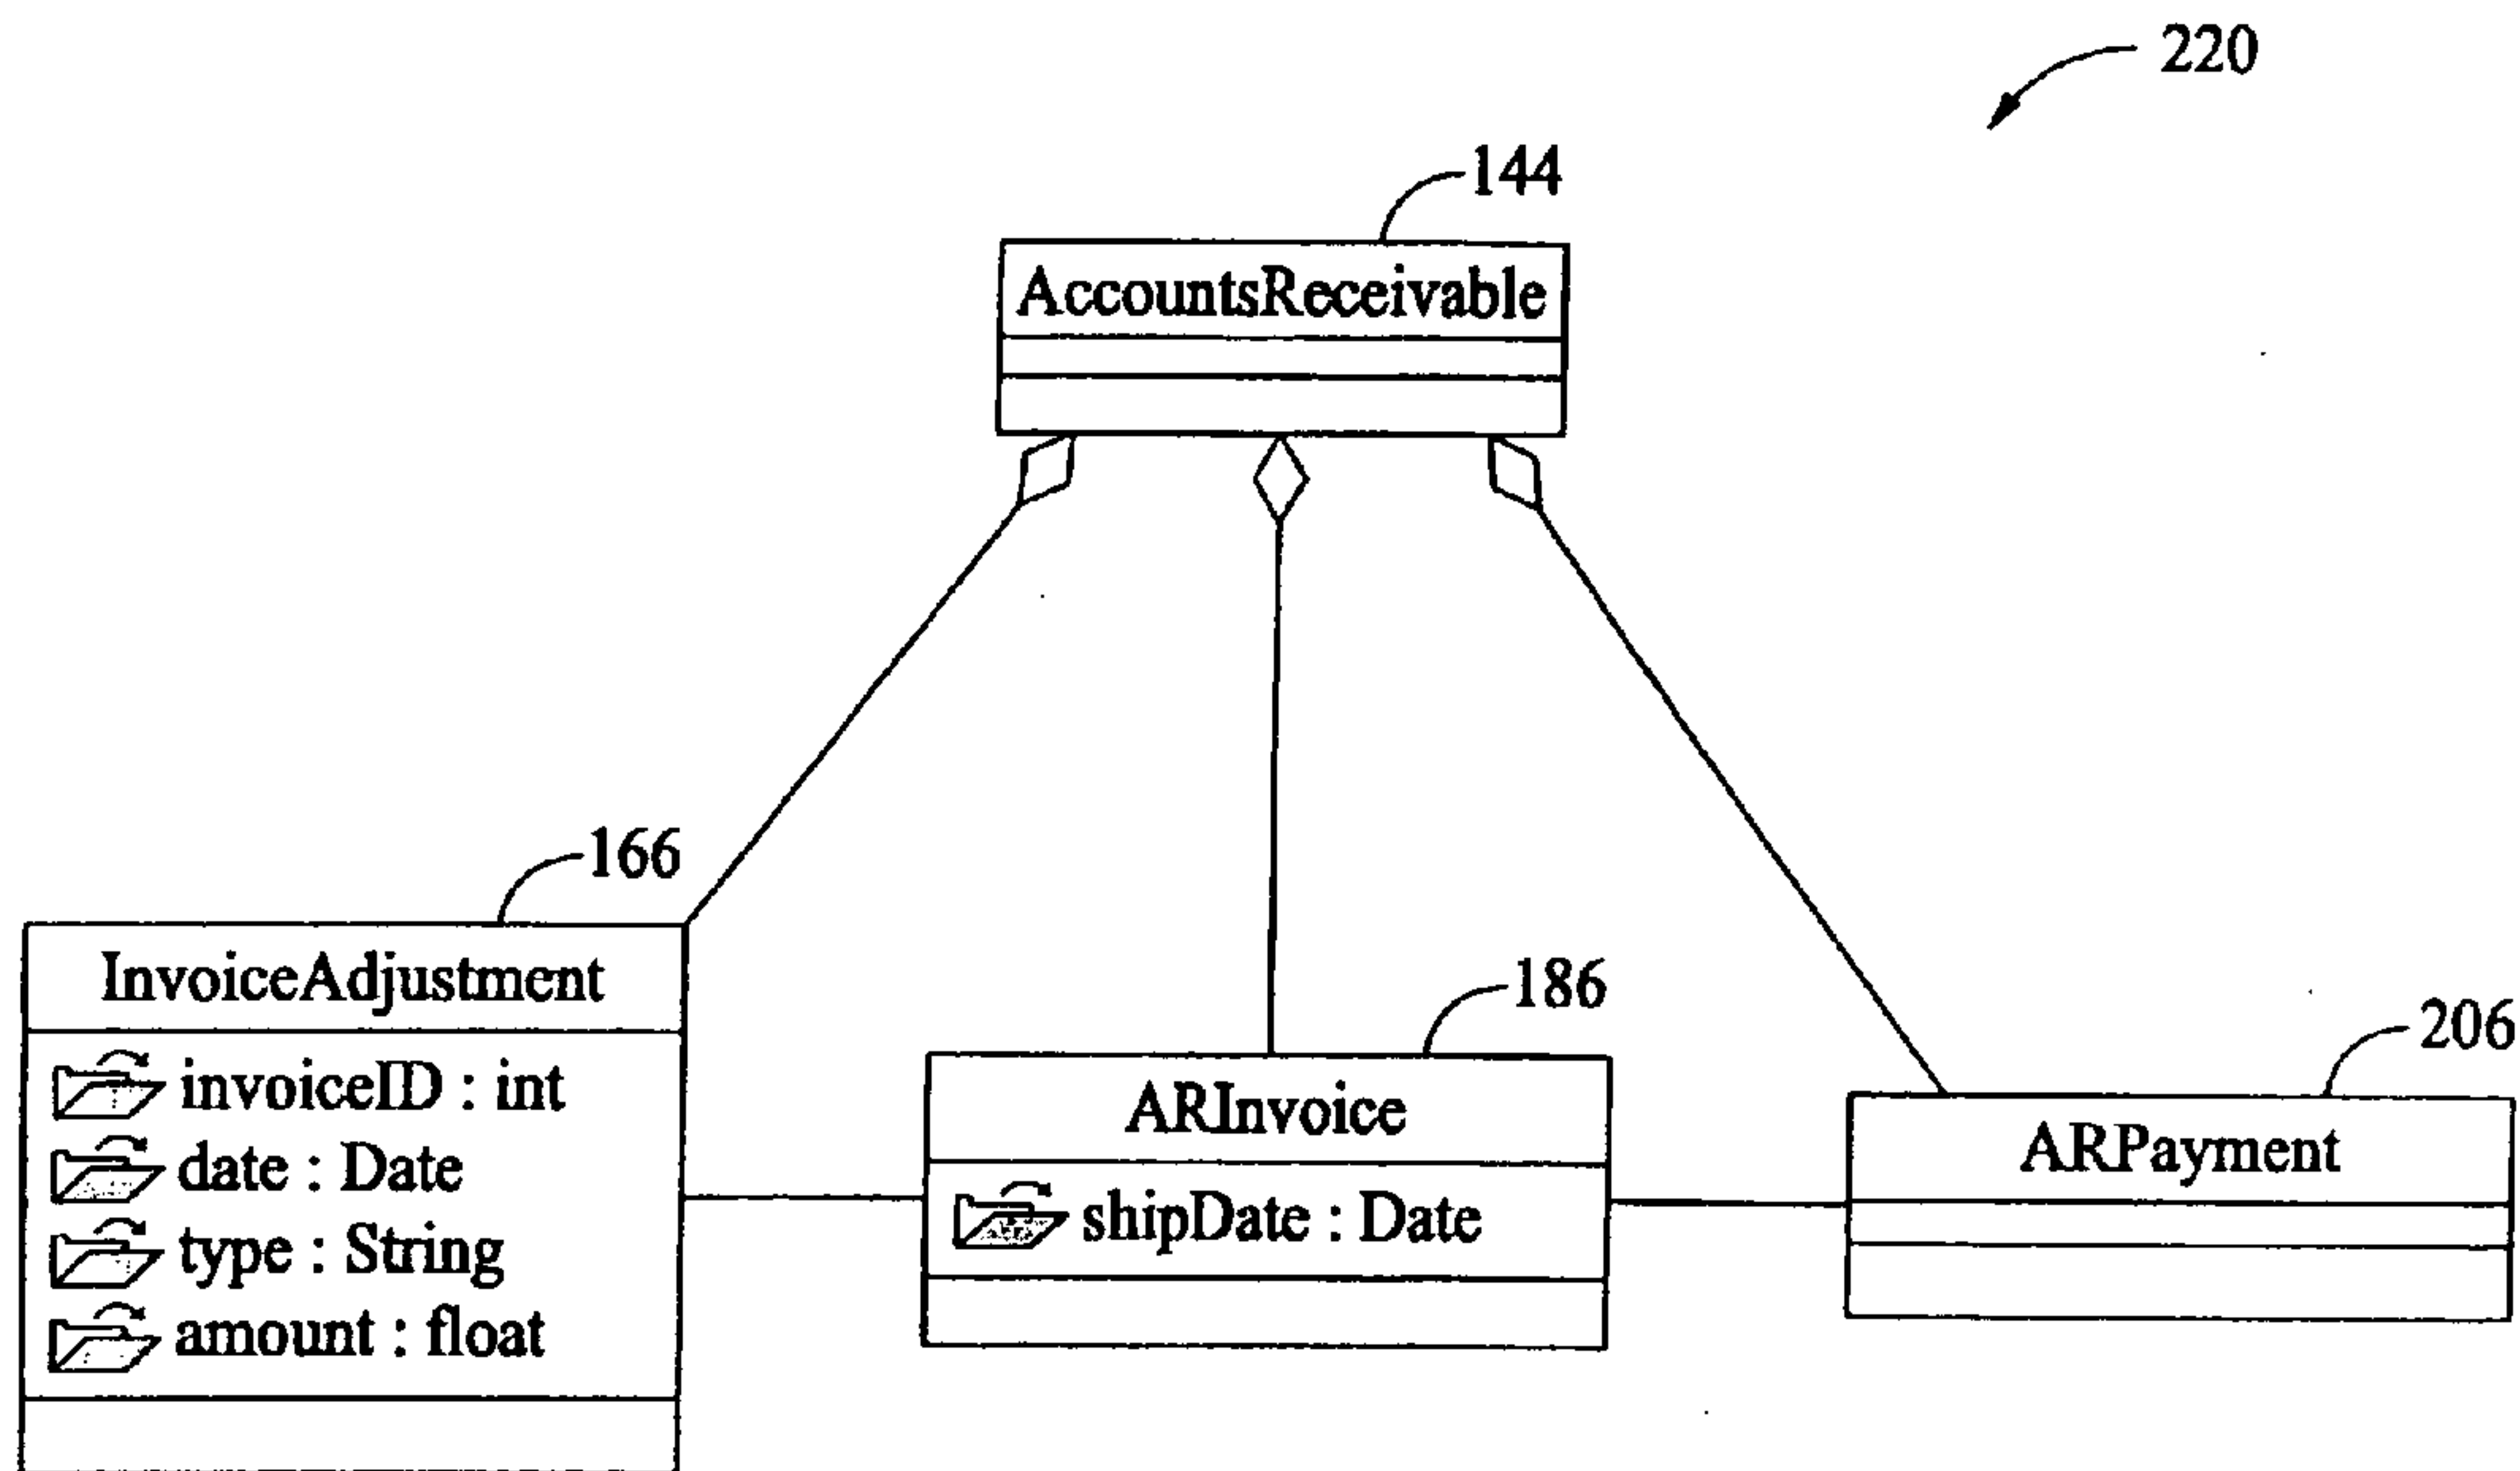 220
144
AccountsReceivable
166
InvoiceAdjustment
invoiceID : int
date : Date
type : String
amount : float
186
ARInvoice
shipDate : Date
206
ARPayment